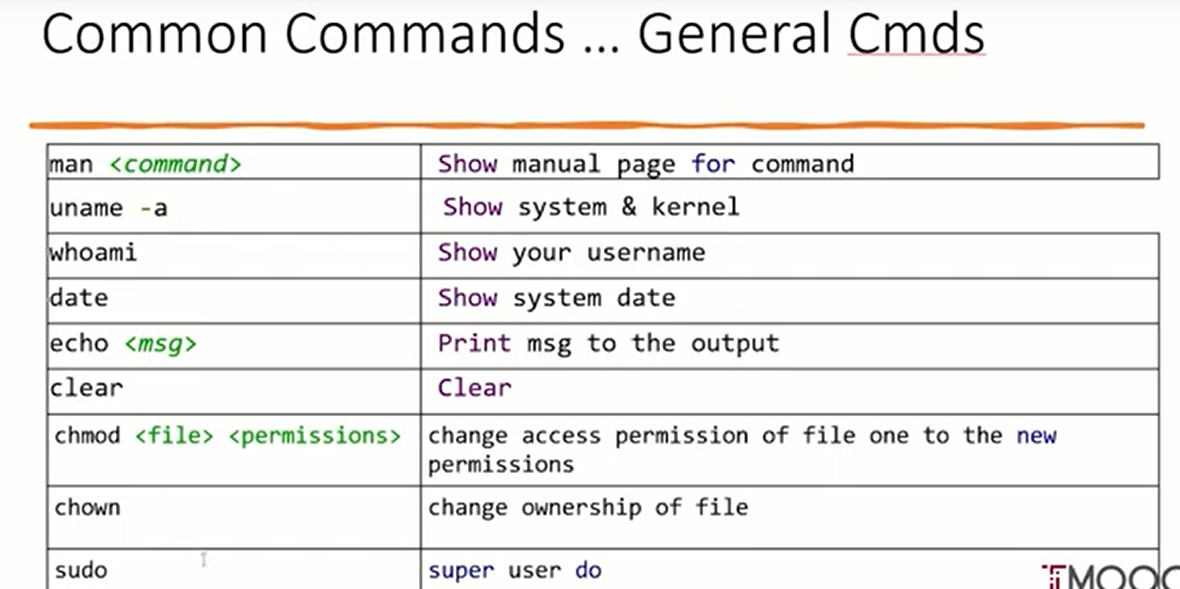 Common Commands ... General Cmds
man <command> Show manual page for command
uname -a Show system & kernel
whoami Show your username
date Show system date
echo <msg> Print msg to the output
clear Clear
chmod <file> <permissions> change access permission of file one to the new
permissions
chown change ownership of file
sudo super user do